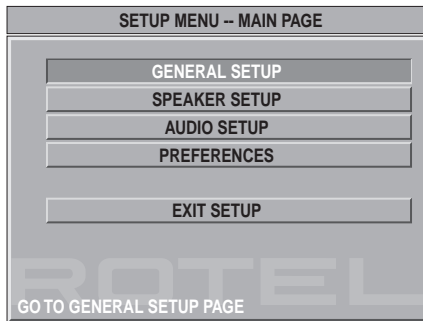 SETUP MENU -- MAIN PAGE
GENERAL SETUP
SPEAKER SETUP
AUDIO SETUP
PREFERENCES
EXIT SETUP
ROTEL
GO TO GENERAL SETUP PAGE